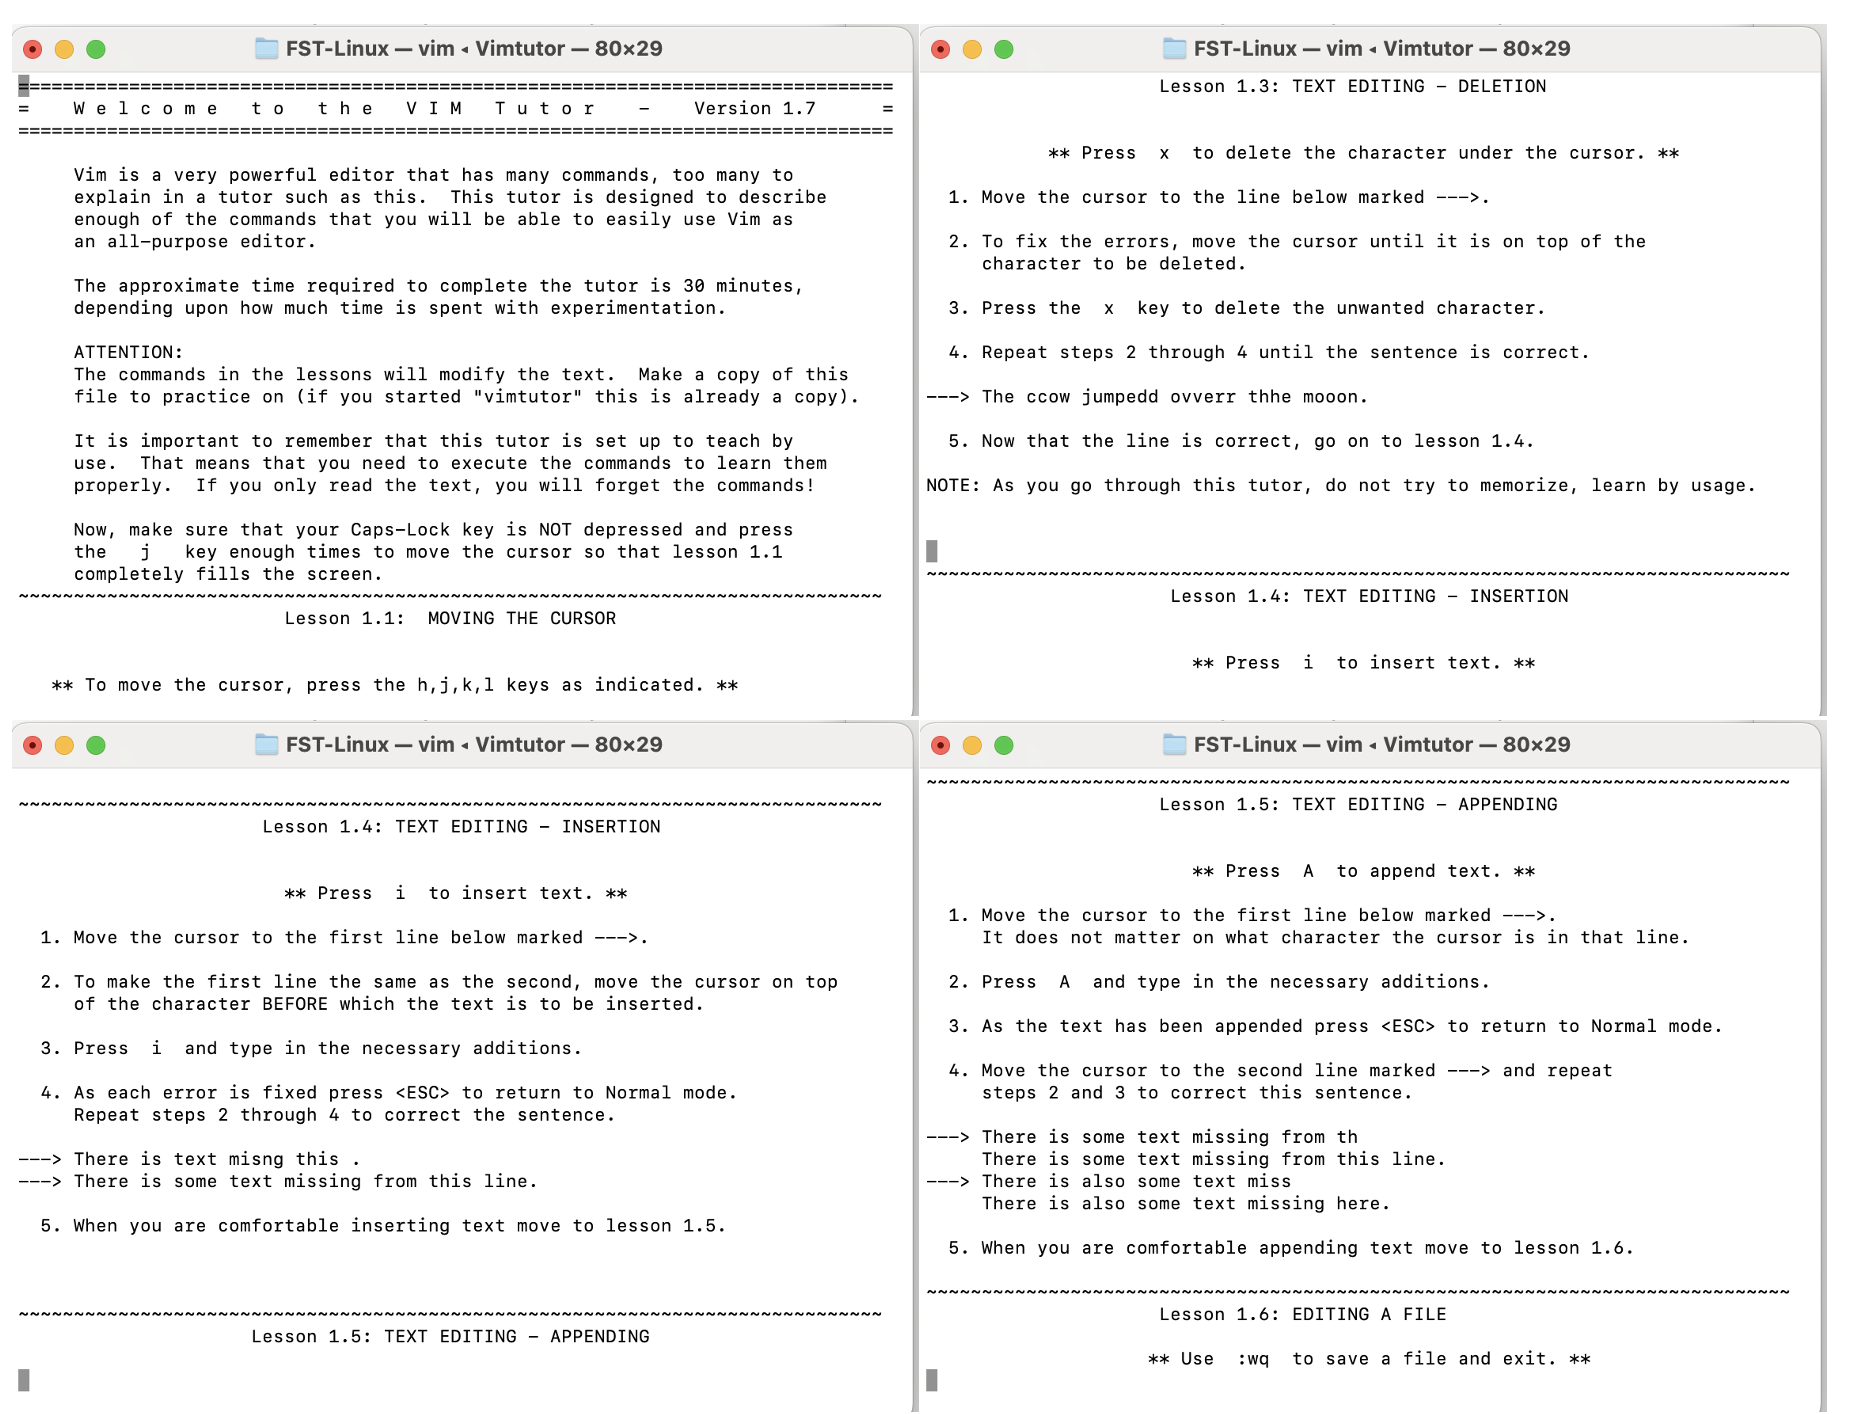 FST-Linux — vim ◂ Vimtutor — 80×29
===============================================================================
=    W e l c o m e   t o   t h e   V I M   T u t o r    -    Version 1.7      =
===============================================================================
Vim is a very powerful editor that has many commands, too many to
explain in a tutor such as this.  This tutor is designed to describe
enough of the commands that you will be able to easily use Vim as
an all-purpose editor.
The approximate time required to complete the tutor is 30 minutes,
depending upon how much time is spent with experimentation.
ATTENTION:
The commands in the lessons will modify the text.  Make a copy of this
file to practice on (if you started "vimtutor" this is already a copy).
It is important to remember that this tutor is set up to teach by
use.  That means that you need to execute the commands to learn them
properly.  If you only read the text, you will forget the commands!
Now, make sure that your Caps-Lock key is NOT depressed and press
the   j   key enough times to move the cursor so that lesson 1.1
completely fills the screen.
~~~~~~~~~~~~~~~~~~~~~~~~~~~~~~~~~~~~~~~~~~~~~~~~~~~~~~~~~~~~~~~~~~~~~~~~~~~~~~
Lesson 1.1:  MOVING THE CURSOR
** To move the cursor, press the h,j,k,l keys as indicated. **
FST-Linux — vim ◂ Vimtutor — 80×29
Lesson 1.3: TEXT EDITING - DELETION
** Press  x  to delete the character under the cursor. **
1. Move the cursor to the line below marked --->.
2. To fix the errors, move the cursor until it is on top of the
character to be deleted.
3. Press the  x  key to delete the unwanted character.
4. Repeat steps 2 through 4 until the sentence is correct.
---> The ccow jumpedd ovverr thhe mooon.
5. Now that the line is correct, go on to lesson 1.4.
NOTE: As you go through this tutor, do not try to memorize, learn by usage.
~~~~~~~~~~~~~~~~~~~~~~~~~~~~~~~~~~~~~~~~~~~~~~~~~~~~~~~~~~~~~~~~~~~~~~~~~~~~~~
Lesson 1.4: TEXT EDITING - INSERTION
** Press  i  to insert text. **
FST-Linux — vim ◂ Vimtutor — 80×29
~~~~~~~~~~~~~~~~~~~~~~~~~~~~~~~~~~~~~~~~~~~~~~~~~~~~~~~~~~~~~~~~~~~~~~~~~~~~~~
Lesson 1.4: TEXT EDITING - INSERTION
** Press  i  to insert text. **
1. Move the cursor to the first line below marked --->.
2. To make the first line the same as the second, move the cursor on top
of the character BEFORE which the text is to be inserted.
3. Press  i  and type in the necessary additions.
4. As each error is fixed press <ESC> to return to Normal mode.
Repeat steps 2 through 4 to correct the sentence.
---> There is text misng this .
---> There is some text missing from this line.
5. When you are comfortable inserting text move to lesson 1.5.
~~~~~~~~~~~~~~~~~~~~~~~~~~~~~~~~~~~~~~~~~~~~~~~~~~~~~~~~~~~~~~~~~~~~~~~~~~~~~~
Lesson 1.5: TEXT EDITING - APPENDING
FST-Linux — vim ◂ Vimtutor — 80×29
~~~~~~~~~~~~~~~~~~~~~~~~~~~~~~~~~~~~~~~~~~~~~~~~~~~~~~~~~~~~~~~~~~~~~~~~~~~~~~
Lesson 1.5: TEXT EDITING - APPENDING
** Press  A  to append text. **
1. Move the cursor to the first line below marked --->.
It does not matter on what character the cursor is in that line.
2. Press  A  and type in the necessary additions.
3. As the text has been appended press <ESC> to return to Normal mode.
4. Move the cursor to the second line marked ---> and repeat
steps 2 and 3 to correct this sentence.
---> There is some text missing from th
There is some text missing from this line.
---> There is also some text miss
There is also some text missing here.
5. When you are comfortable appending text move to lesson 1.6.
~~~~~~~~~~~~~~~~~~~~~~~~~~~~~~~~~~~~~~~~~~~~~~~~~~~~~~~~~~~~~~~~~~~~~~~~~~~~~~
Lesson 1.6: EDITING A FILE
** Use  :wq  to save a file and exit. **